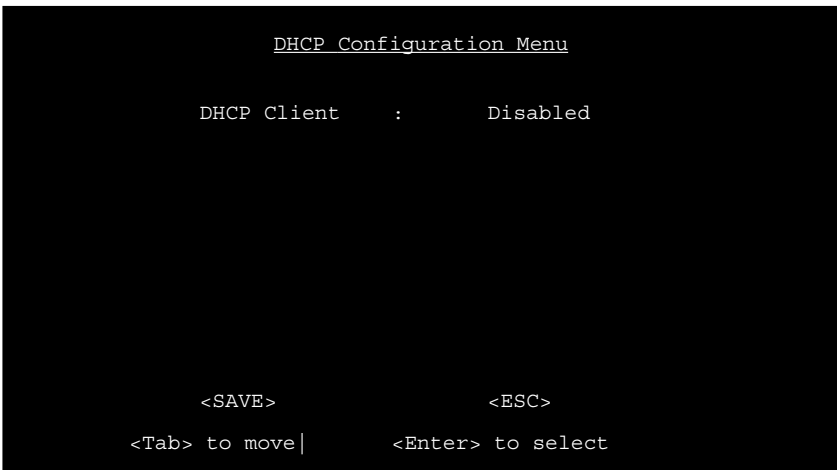 DHCP Configuration Menu
DHCP Client : Disabled
<SAVE> <ESC>
<Tab> to move| <Enter> to select